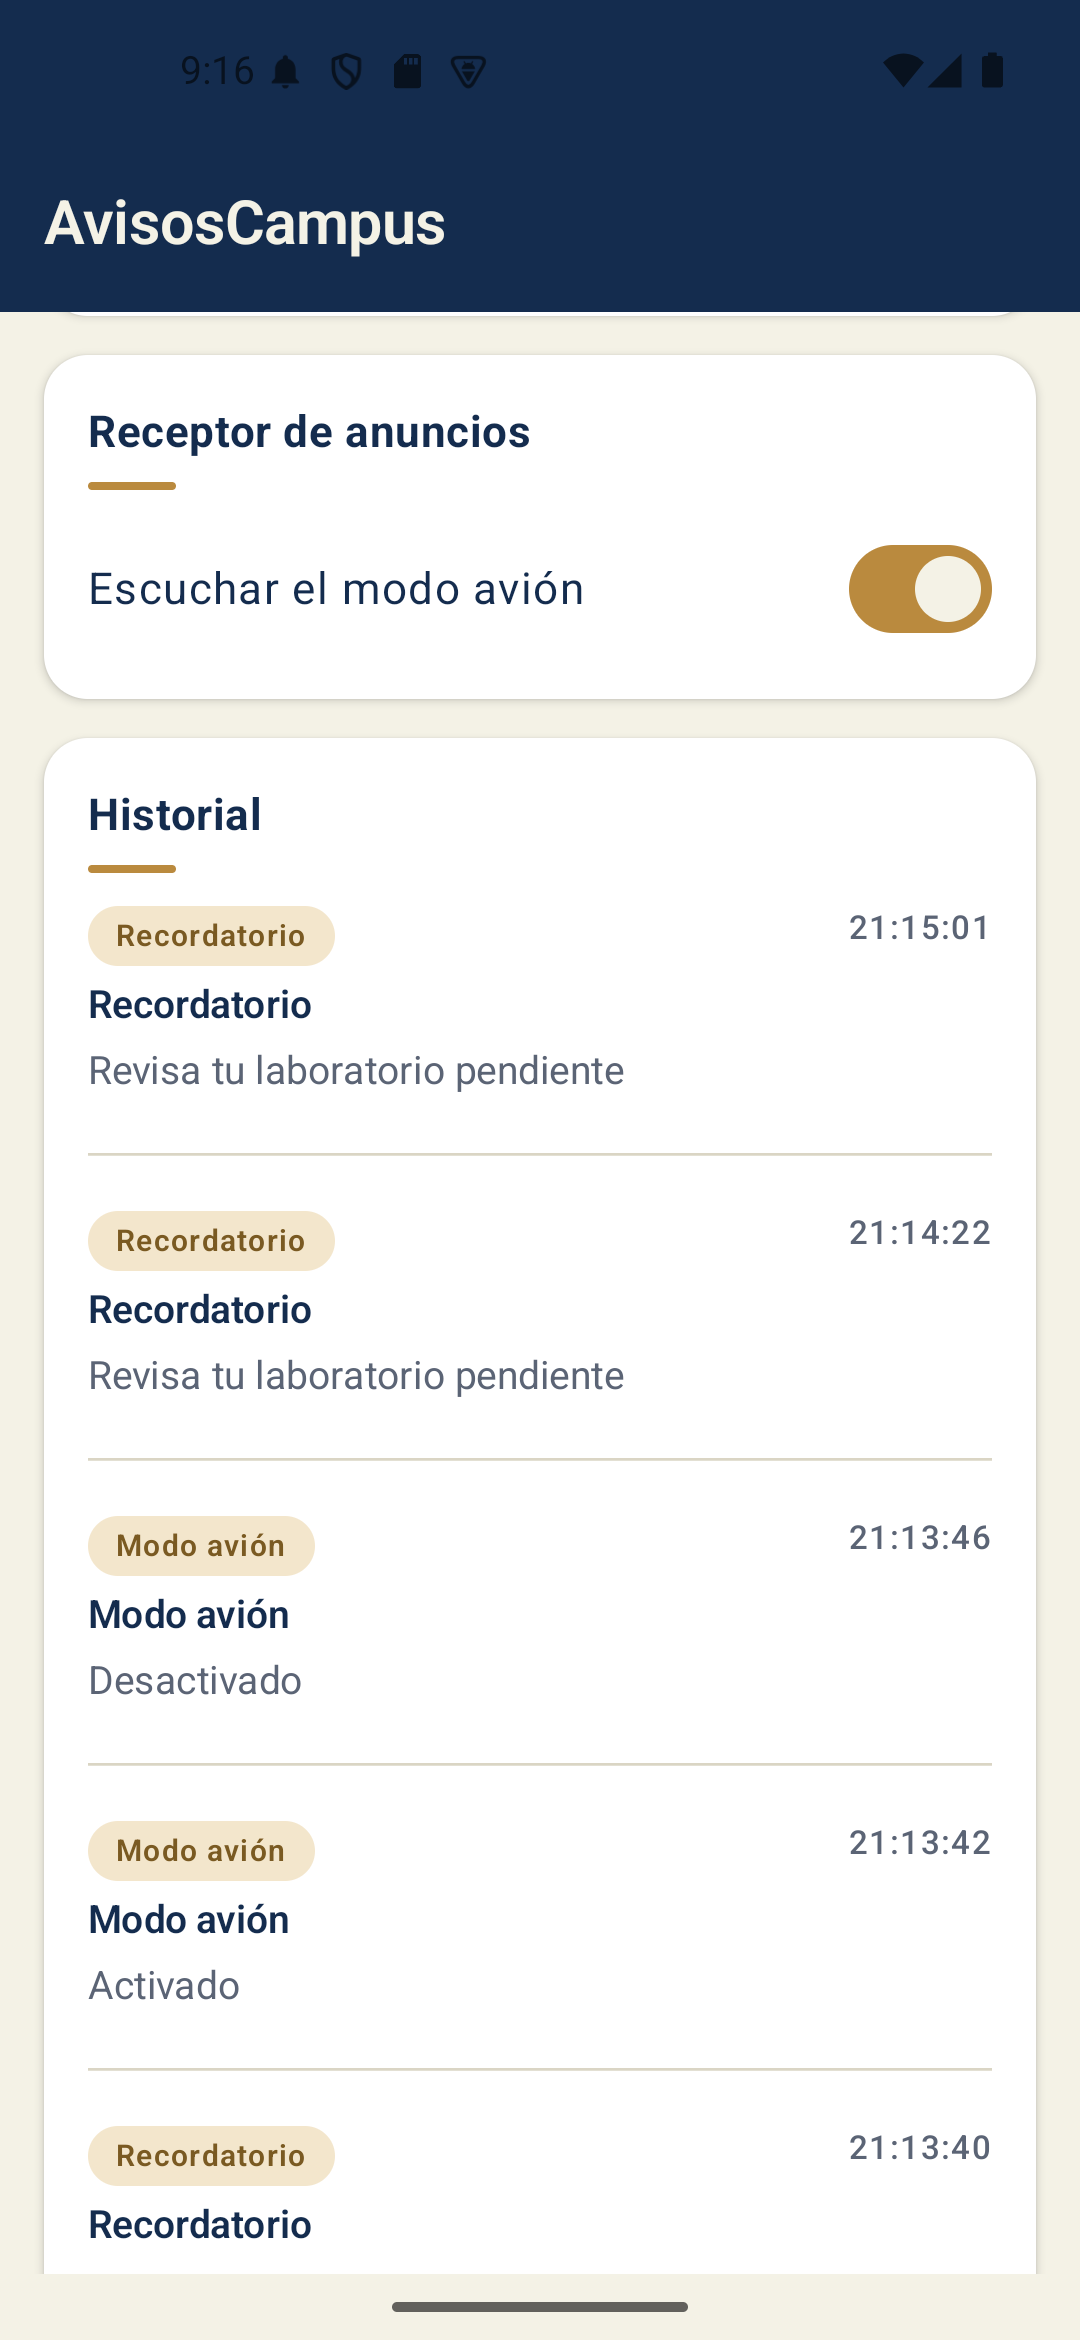 9:16
AvisosCampus
Receptor de anuncios
Escuchar el modo avión
Historial
Recordatorio 21:15:01
Recordatorio
Revisa tu laboratorio pendiente
Recordatorio 21:14:22
Recordatorio
Revisa tu laboratorio pendiente
Modo avión 21:13:46
Modo avión
Desactivado
Modo avión 21:13:42
Modo avión
Activado
Recordatorio 21:13:40
Recordatorio